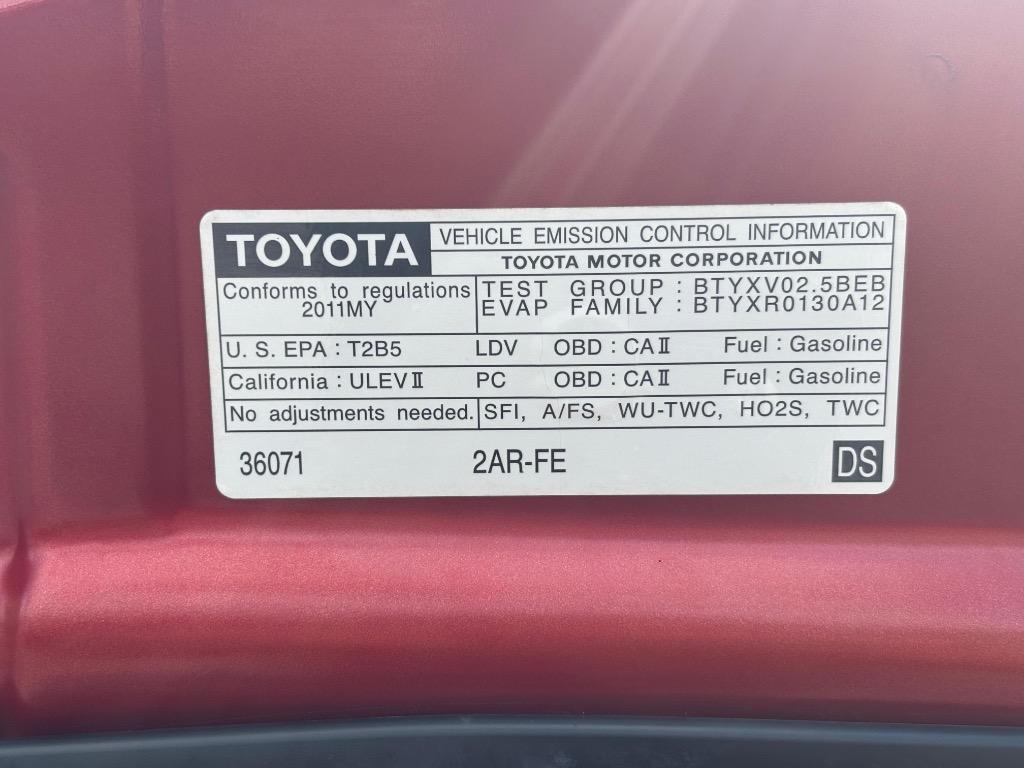 TOYOTA VEHICLE EMISSION CONTROL INFORMATION
TOYOTA MOTOR CORPORATION
Conforms to regulations
2011MY
TEST GROUP : BTYXV02.5BEB
EVAP FAMILY : BTYXR0130A12
U. S. EPA : T2B5 LDV OBD : CAⅡ Fuel : Gasoline
California : ULEVⅡ PC OBD : CAⅡ Fuel : Gasoline
No adjustments needed. SFI, A/FS, WU-TWC, HO2S, TWC
36071 2AR-FE DS